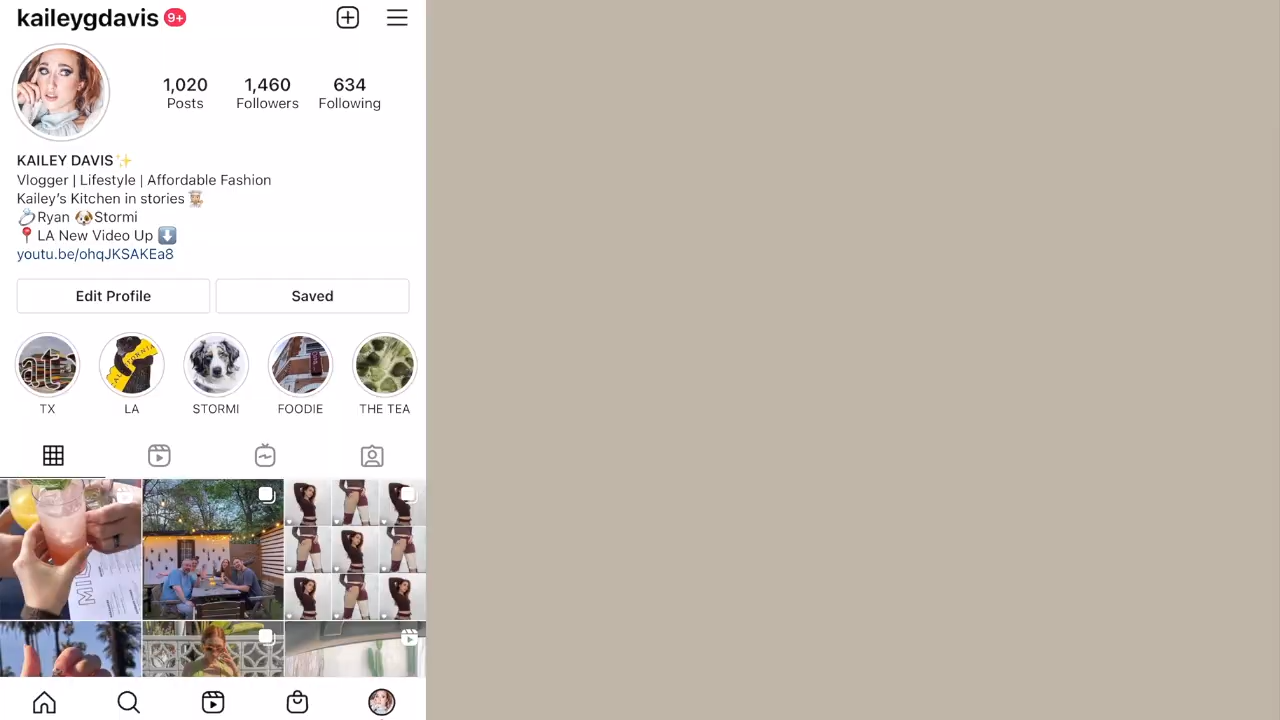 kaileygdavis 9+
1,020 1,460 634
Posts Followers Following
KAILEY DAVIS✨
Vlogger | Lifestyle | Affordable Fashion
Kailey's Kitchen in stories 👩🏼‍🍳
💍Ryan 🐶Stormi
📍LA New Video Up ⬇️
youtu.be/ohqJKSAKEa8
Edit Profile Saved
at
CALIFORNIA
TX LA STORMI FOODIE THE TEA